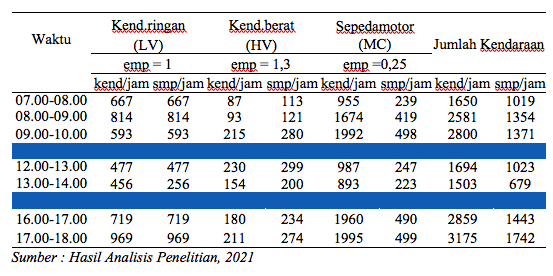 Waktu Kend.ringan (LV) Kend.berat (HV) Sepedamotor (MC) Jumlah Kendaraan
emp = 1 emp = 1,3 emp =0,25
kend/jam smp/jam kend/jam smp/jam kend/jam smp/jam kend/jam smp/jam
07.00-08.00 667 667 87 113 955 239 1650 1019
08.00-09.00 814 814 93 121 1674 419 2581 1354
09.00-10.00 593 593 215 280 1992 498 2800 1371
12.00-13.00 477 477 230 299 987 247 1694 1023
13.00-14.00 456 256 154 200 893 223 1503 679
16.00-17.00 719 719 180 234 1960 490 2859 1443
17.00-18.00 969 969 211 274 1995 499 3175 1742
Sumber : Hasil Analisis Penelitian, 2021